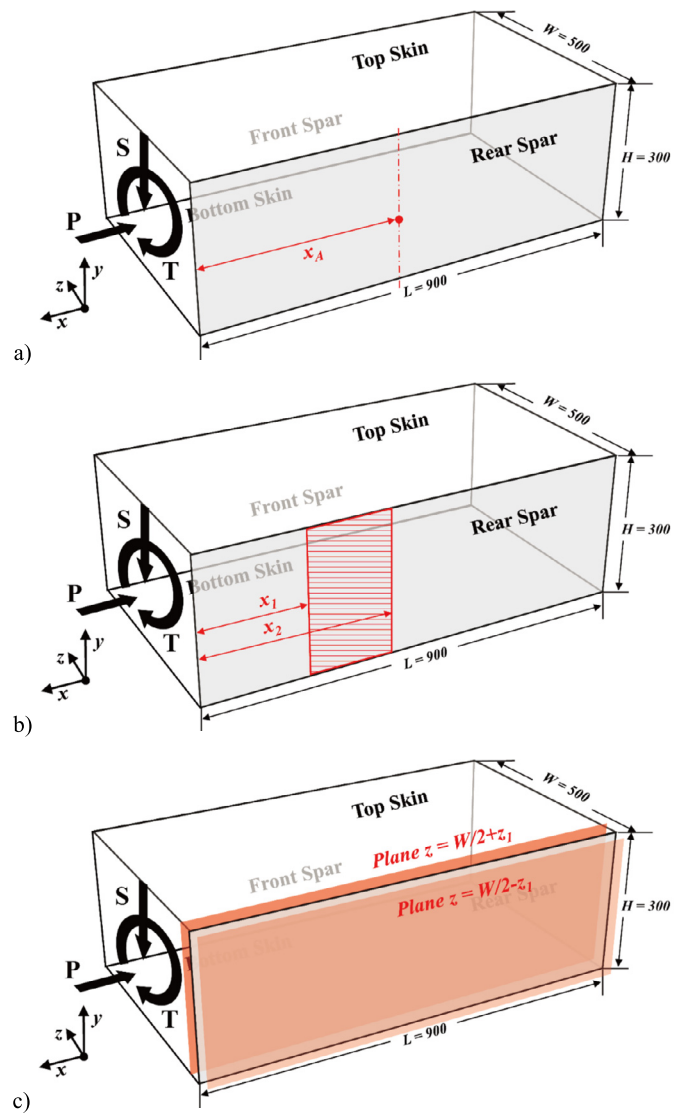 W = 500
Top Skin
Front Spar
S
Rear Spar
H = 300
Bottom Skin
P
T
x_A
y
z
x
L = 900
a)
W = 500
Top Skin
Front Spar
S
Rear Spar
H = 300
Bottom Skin
P
x_1
T
x_2
y
z
x
L = 900
b)
W = 500
Top Skin
Plane z = W/2+z_1
Front Spar
S
Plane z = W/2-z_1
Rear Spar
H = 300
Bottom Skin
P
T
y
z
x
L = 900
c)